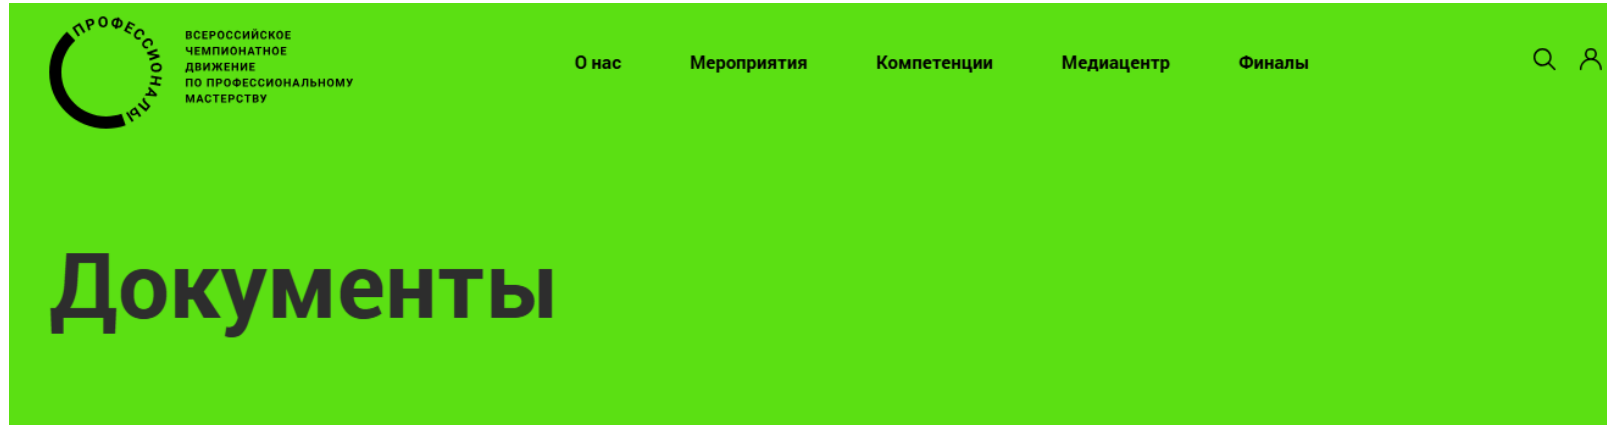 ПРОФЕССИОНАЛЫ
ВСЕРОССИЙСКОЕ
ЧЕМПИОНАТНОЕ
ДВИЖЕНИЕ
ПО ПРОФЕССИОНАЛЬНОМУ
МАСТЕРСТВУ
О нас Мероприятия Компетенции Медиацентр Финалы
Документы